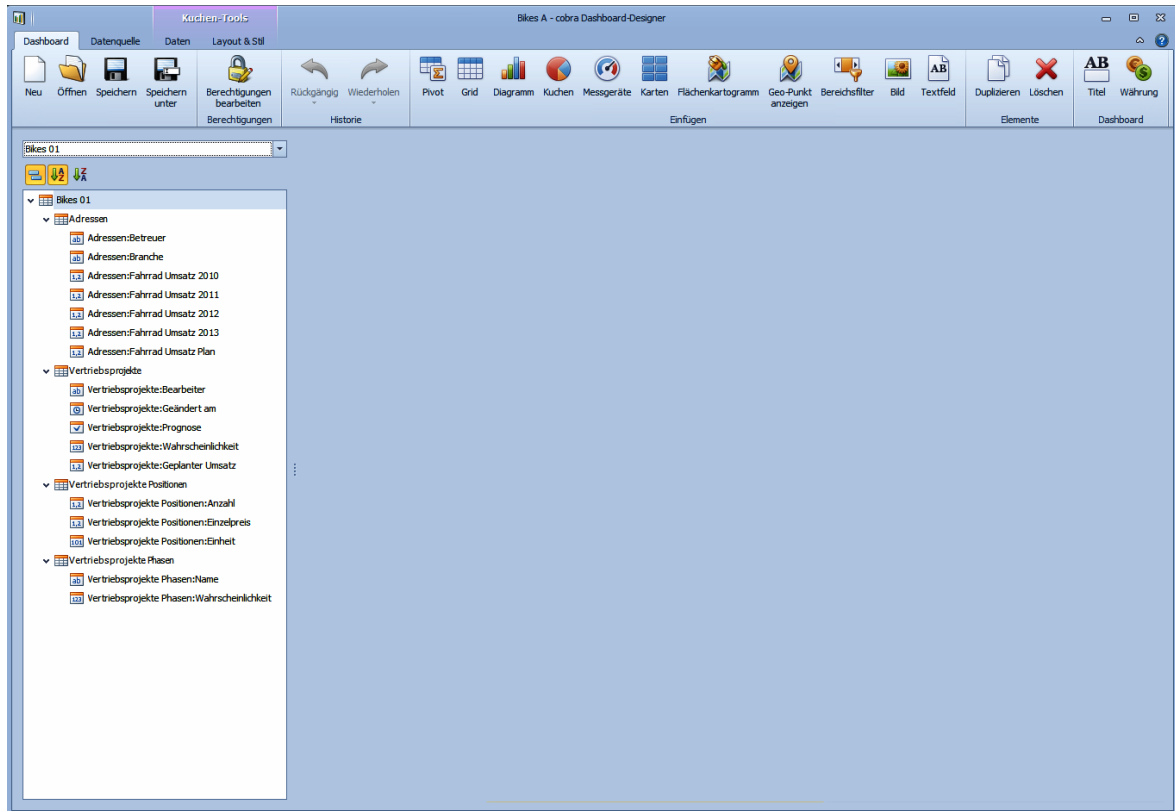 Kuchen-Tools
Bikes A - cobra Dashboard-Designer
Dashboard Datenquelle Daten Layout & Stil
Neu Öffnen Speichern Speichern unter Berechtigungen bearbeiten Rückgängig Wiederholen Pivot Grid Diagramm Kuchen Messgeräte Karten Flächenkartogramm Geo-Punkt anzeigen Bereichsfilter Bild Textfeld Duplizieren Löschen Titel Währung
Berechtigungen Historie Einfügen Elemente Dashboard
Bikes 01
Bikes 01
Adressen
Adressen:Betreuer
Adressen:Branche
Adressen:Fahrrad Umsatz 2010
Adressen:Fahrrad Umsatz 2011
Adressen:Fahrrad Umsatz 2012
Adressen:Fahrrad Umsatz 2013
Adressen:Fahrrad Umsatz Plan
Vertriebsprojekte
Vertriebsprojekte:Bearbeiter
Vertriebsprojekte:Geändert am
Vertriebsprojekte:Prognose
Vertriebsprojekte:Wahrscheinlichkeit
Vertriebsprojekte:Geplanter Umsatz
Vertriebsprojekte Positionen
Vertriebsprojekte Positionen:Anzahl
Vertriebsprojekte Positionen:Einzelpreis
Vertriebsprojekte Positionen:Einheit
Vertriebsprojekte Phasen
Vertriebsprojekte Phasen:Name
Vertriebsprojekte Phasen:Wahrscheinlichkeit